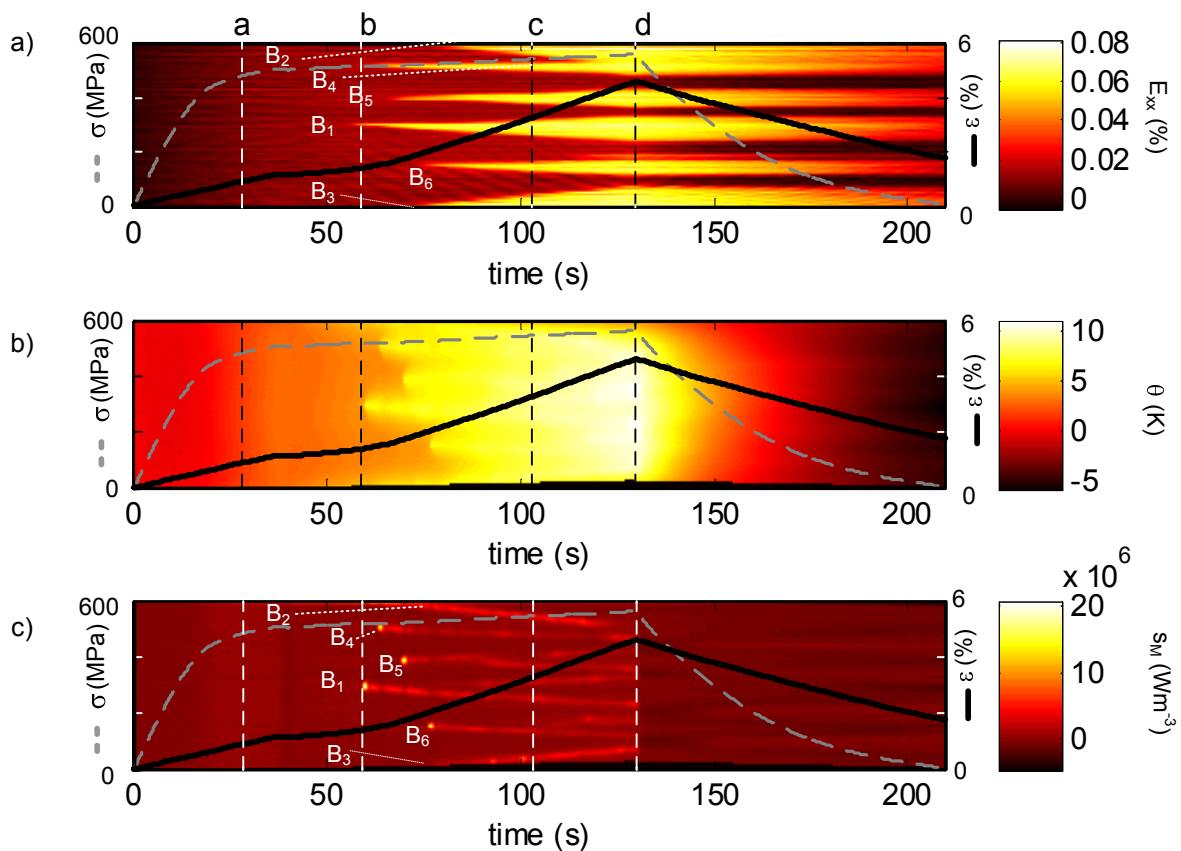 a b c d
a)
600
σ (MPa)
0
B2
B4
B5
B1
B6
B3
6
ε (%)
0
0.08
0.06
0.04
0.02
0
Exx (%)
0 50 100 150 200
time (s)
b)
600
σ (MPa)
0
6
ε (%)
0
10
5
0
-5
θ (K)
0 50 100 150 200
time (s)
c)
600
σ (MPa)
0
B2
B4
B5
B1
B6
B3
6
ε (%)
0
x 10^6
20
15
10
5
0
sM (Wm-3)
0 50 100 150 200
time (s)